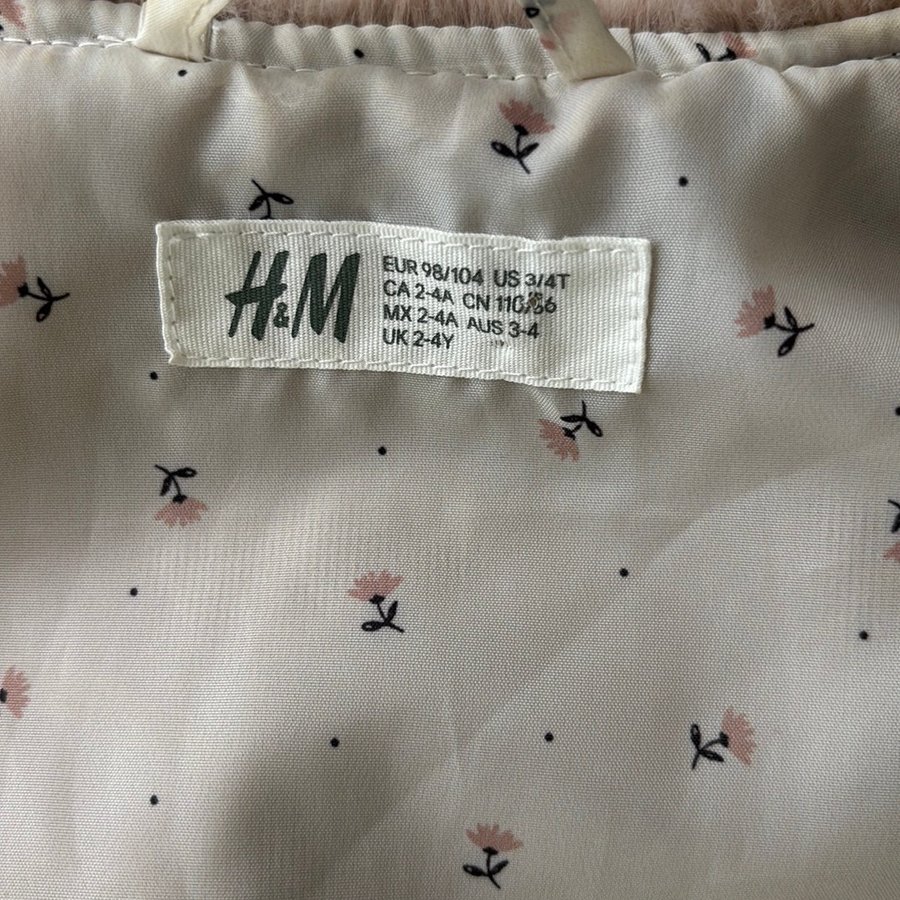 H&M
EUR 98/104 US 3/4T
CA 2-4A CN 110/56
MX 2-4A AUS 3-4
UK 2-4Y